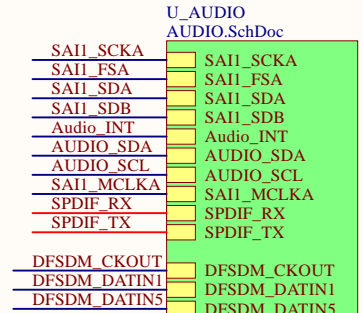 U_AUDIO
AUDIO.SchDoc
SAI1_SCKA SAI1_SCKA
SAI1_FSA SAI1_FSA
SAI1_SDA SAI1_SDA
SAI1_SDB SAI1_SDB
Audio_INT Audio_INT
AUDIO_SDA AUDIO_SDA
AUDIO_SCL AUDIO_SCL
SAI1_MCLKA SAI1_MCLKA
SPDIF_RX SPDIF_RX
SPDIF_TX SPDIF_TX
DFSDM_CKOUT DFSDM_CKOUT
DFSDM_DATIN1 DFSDM_DATIN1
DFSDM_DATIN5 DFSDM_DATIN5